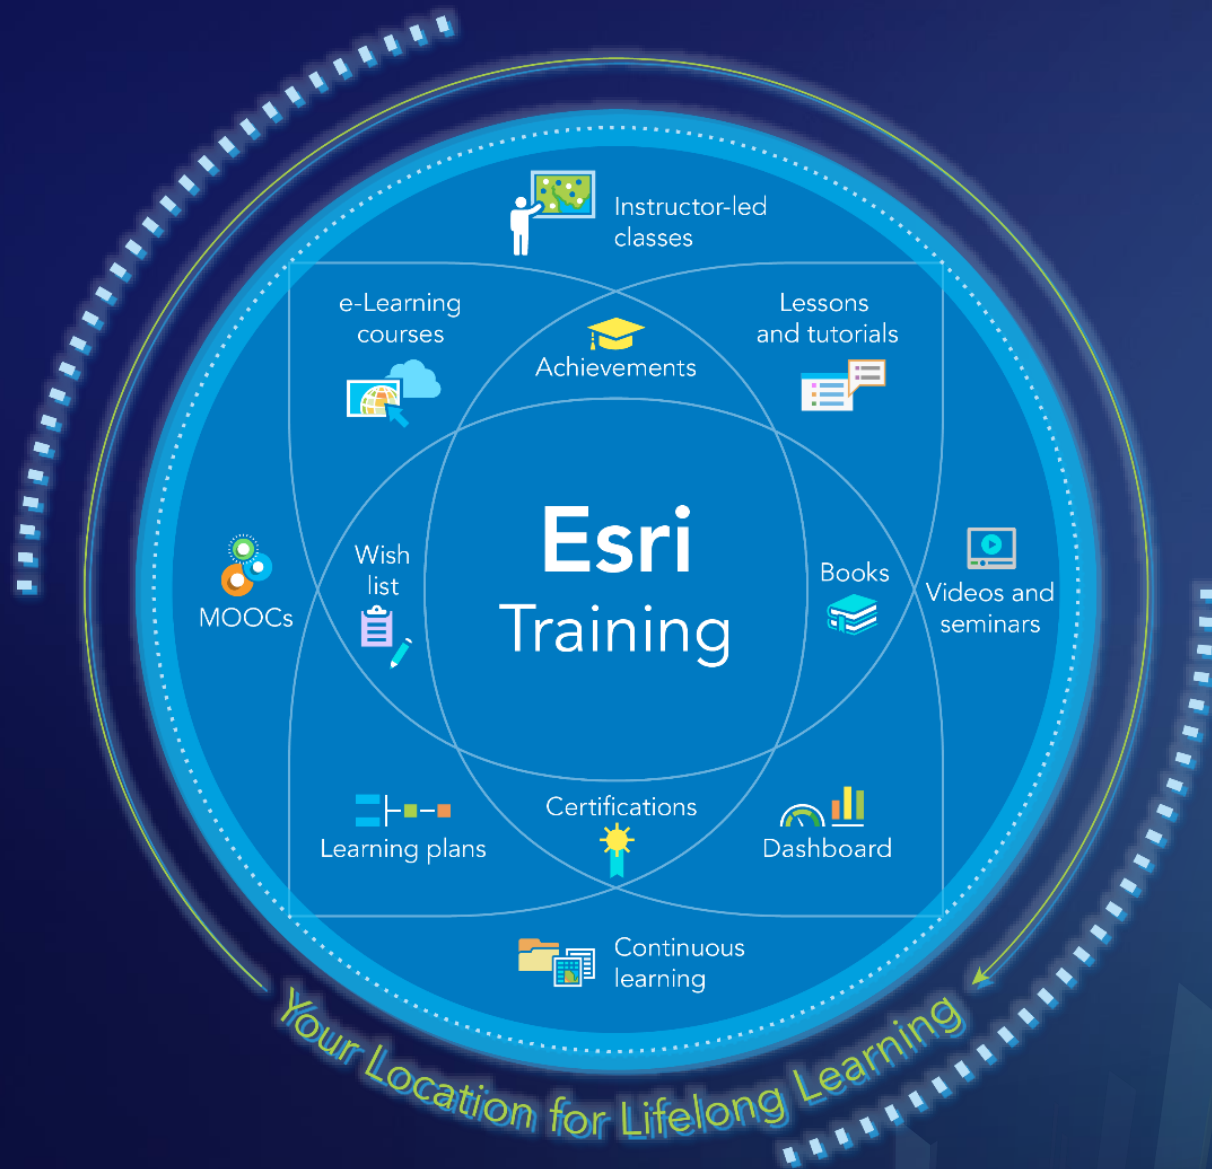 Instructor-led
classes
e-Learning
courses
Achievements
Lessons
and tutorials
Esri
Training
MOOCs
Wish
list
Books
Videos and
seminars
Learning plans
Certifications
Dashboard
Continuous
learning
Your Location for Lifelong Learning